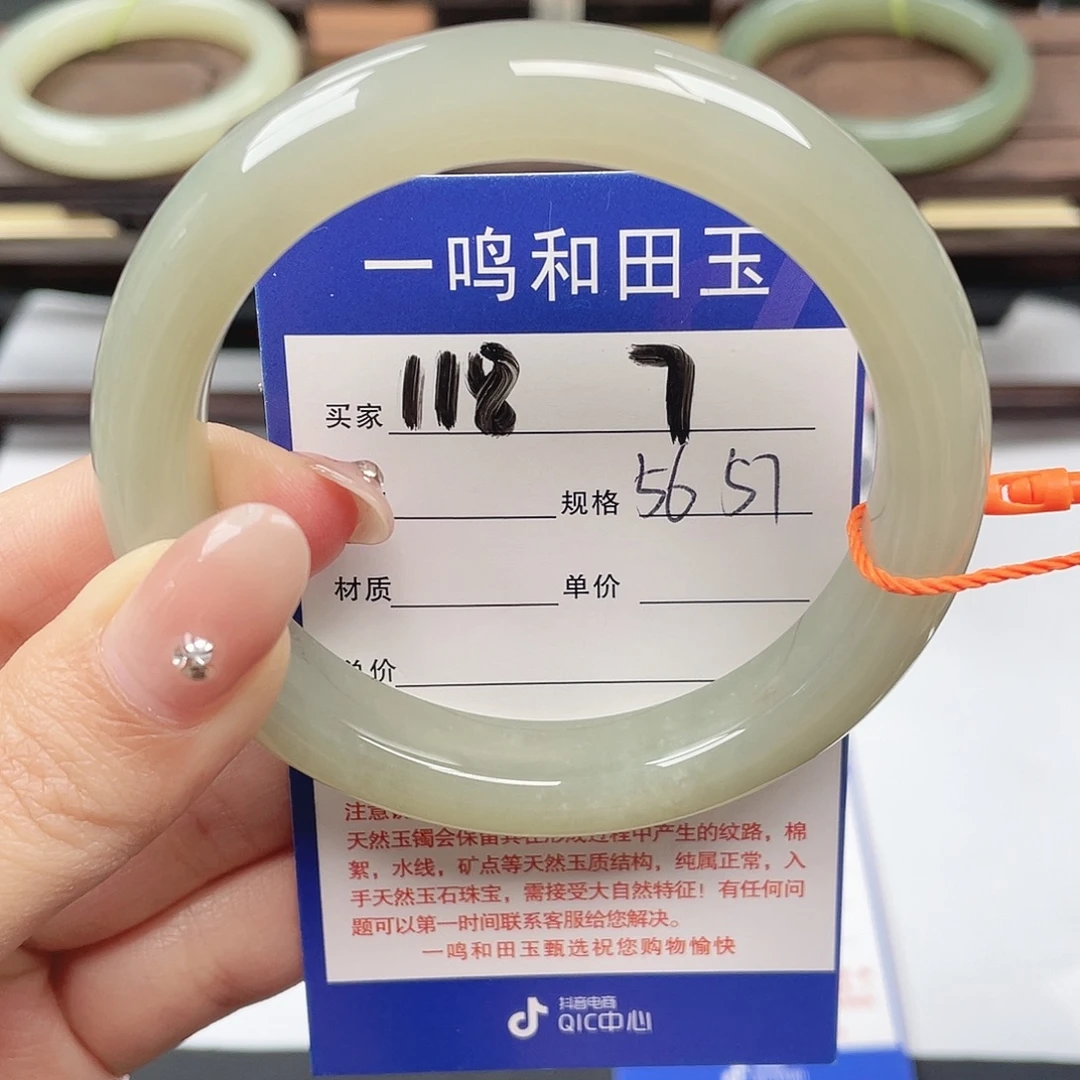 一鸣和田玉
买家 118 7
规格 56 57
材质 单价
单价
注意
天然玉镯会保留其在形成过程中产生的纹路，棉
絮，水线，矿点等天然玉质结构，纯属正常，入
手天然玉石珠宝，需接受大自然特征！有任何问
题可以第一时间联系客服给您解决。
一鸣和田玉甄选祝您购物愉快
抖音电商
QIC中心